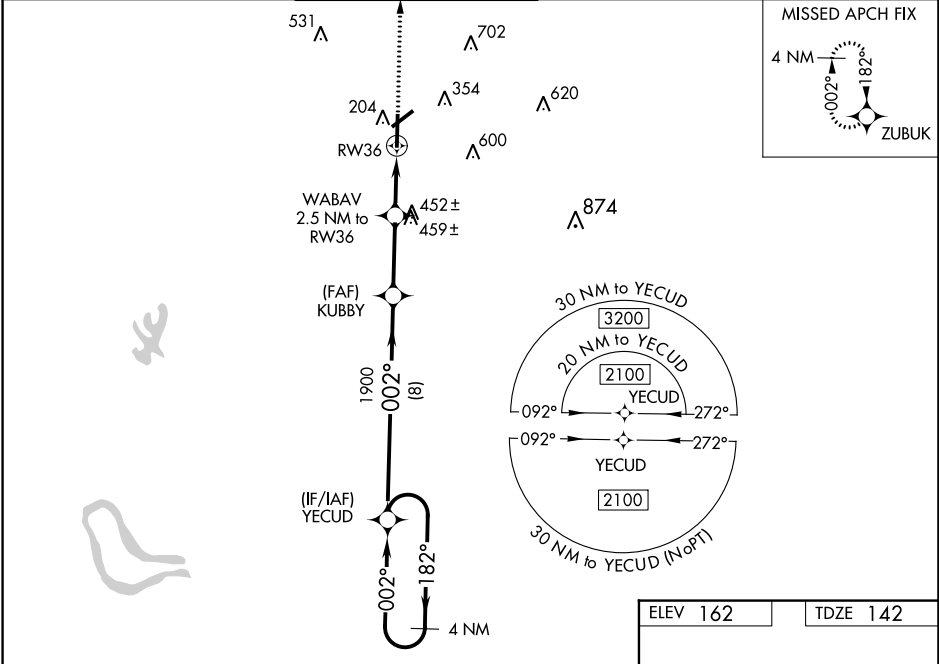 531
702
354
204
620
RW36
600
WABAV
2.5 NM to
RW36
452±
459±
874
(FAF)
KUBBY
1900
002°
(8)
(IF/IAF)
YECUD
002°
182°
4 NM
MISSED APCH FIX
4 NM
002°
182°
ZUBUK
30 NM to YECUD
3200
20 NM to YECUD
2100
YECUD
092°
272°
092°
272°
YECUD
2100
30 NM to YECUD (NoPT)
ELEV 162
TDZE 142